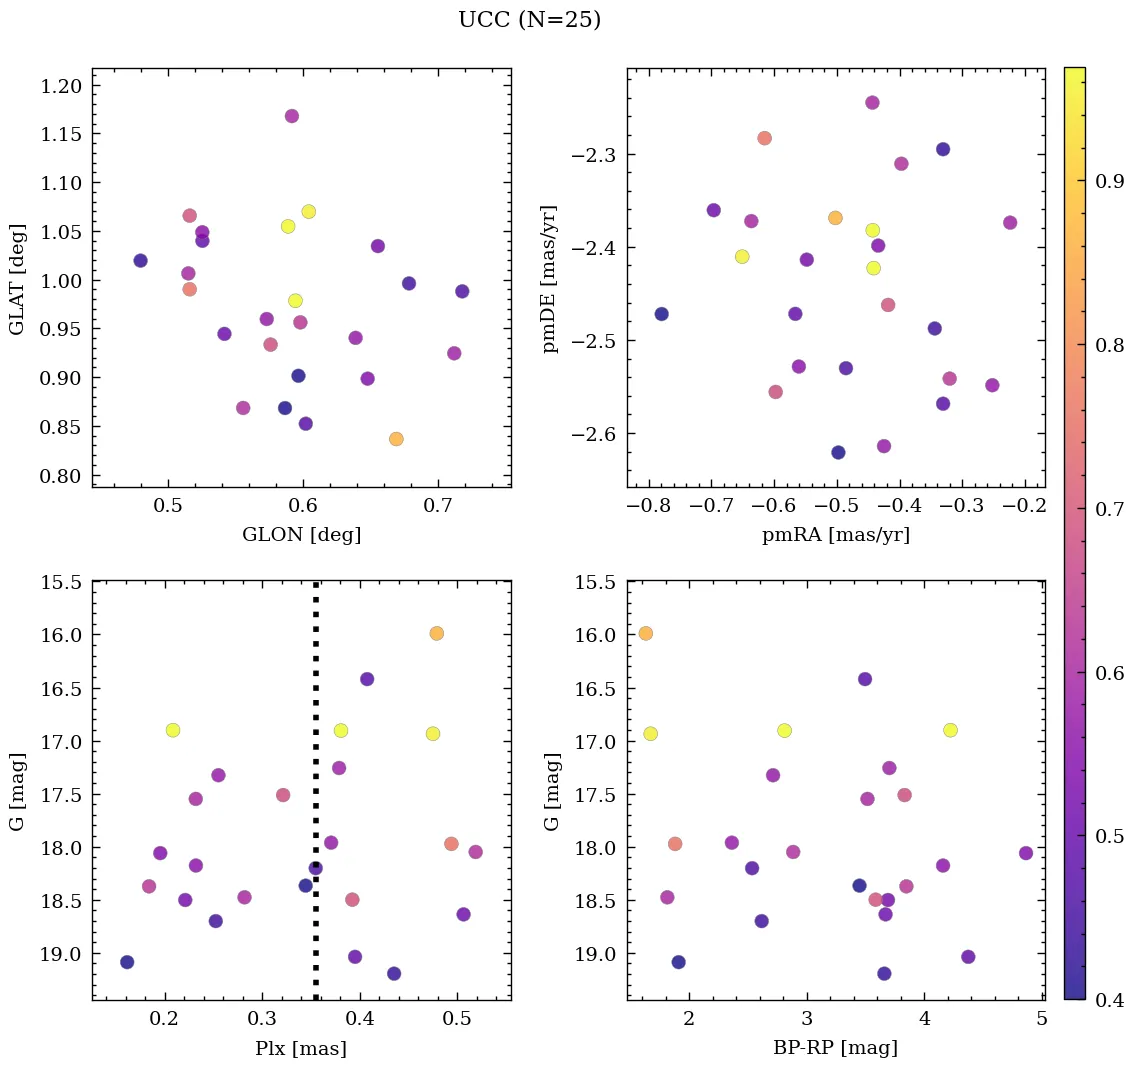 UCC (N=25)
1.20
1.15
1.10
1.05
1.00
0.95
0.90
0.85
0.80
GLAT [deg]
0.5 0.6 0.7
GLON [deg]
−2.3
−2.4
−2.5
−2.6
pmDE [mas/yr]
−0.8 −0.7 −0.6 −0.5 −0.4 −0.3 −0.2
pmRA [mas/yr]
15.5
16.0
16.5
17.0
17.5
18.0
18.5
19.0
G [mag]
0.2 0.3 0.4 0.5
Plx [mas]
15.5
16.0
16.5
17.0
17.5
18.0
18.5
19.0
G [mag]
2 3 4 5
BP-RP [mag]
0.9
0.8
0.7
0.6
0.5
0.4